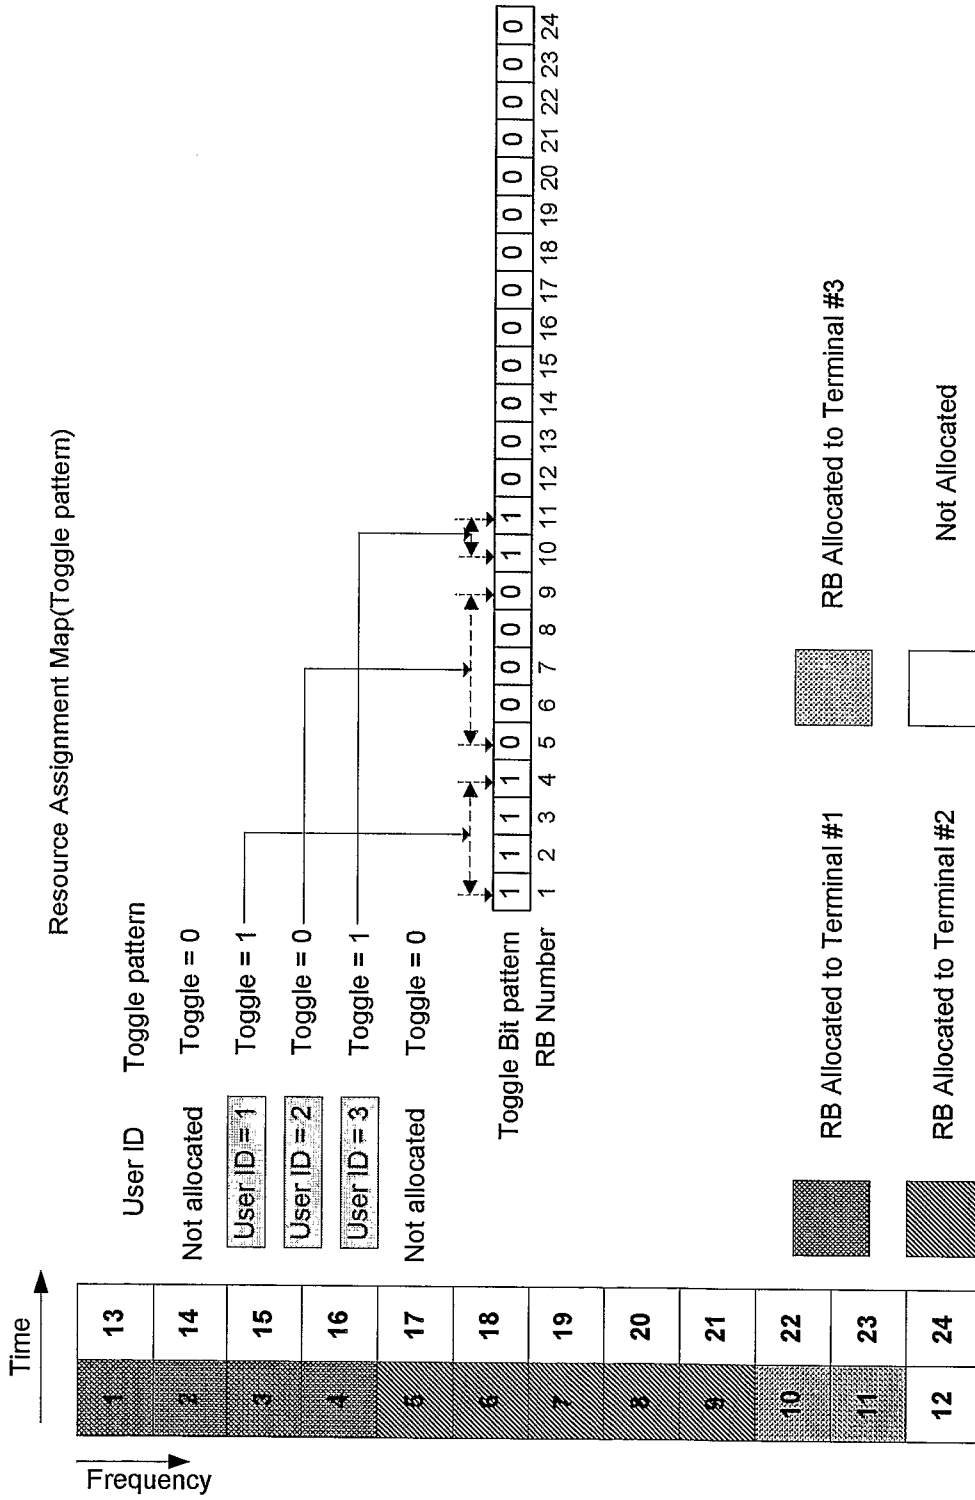 Time
Frequency
1 13
2 14
3 15
4 16
5 17
6 18
7 19
8 20
9 21
10 22
11 23
12 24
Resource Assignment Map(Toggle pattern)
User ID Toggle pattern
Not allocated Toggle = 0
User ID = 1 Toggle = 1
User ID = 2 Toggle = 0
User ID = 3 Toggle = 1
Not allocated Toggle = 0
Toggle Bit pattern 1 1 1 1 0 0 0 0 0 1 1 0 0 0 0 0 0 0 0 0 0 0 0 0
RB Number 1 2 3 4 5 6 7 8 9 10 11 12 13 14 15 16 17 18 19 20 21 22 23 24
RB Allocated to Terminal #1
RB Allocated to Terminal #3
RB Allocated to Terminal #2
Not Allocated